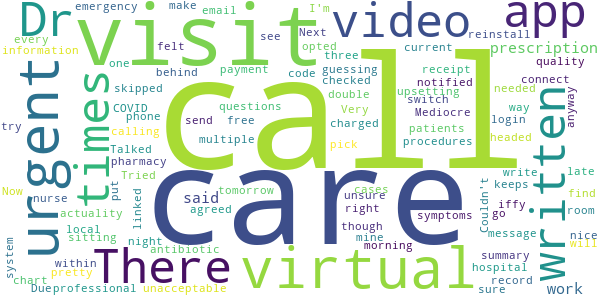 emergency make I'm
Dr visit video app
every email see Next reinstall
information felt opted three current prescription
one behind payment code guessing receipt quality
skipped checked notified connect
COVID double upsetting needed
urgent times phone questions Very switch way login
try calling send free charged Mediocre patients headed anyway
Talked multiple call pick procedures written
pharmacy Tried cases Couldn't write late
Now nurse put said tomorrow unsure symptoms keeps find
actuality linked agreed care right go iffy room
local though message nice
sitting night mine will
system within antibiotic morning summary
chart pretty There virtual hospital record
Dueprofessional unacceptable sure work